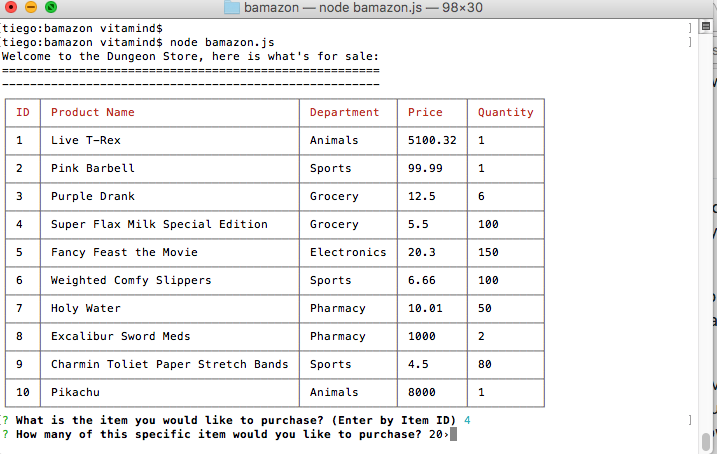 bamazon — node bamazon.js — 98×30
[tiego:bamazon vitamind$ ]
[tiego:bamazon vitamind$ node bamazon.js ]
Welcome to the Dungeon Store, here is what's for sale:
======================================================
------------------------------------------------------
ID Product Name Department Price Quantity
1 Live T-Rex Animals 5100.32 1
2 Pink Barbell Sports 99.99 1
3 Purple Drank Grocery 12.5 6
4 Super Flax Milk Special Edition Grocery 5.5 100
5 Fancy Feast the Movie Electronics 20.3 150
6 Weighted Comfy Slippers Sports 6.66 100
7 Holy Water Pharmacy 10.01 50
8 Excalibur Sword Meds Pharmacy 1000 2
9 Charmin Toliet Paper Stretch Bands Sports 4.5 80
10 Pikachu Animals 8000 1
[? What is the item you would like to purchase? (Enter by Item ID) 4 ]
? How many of this specific item would you like to purchase? 20›